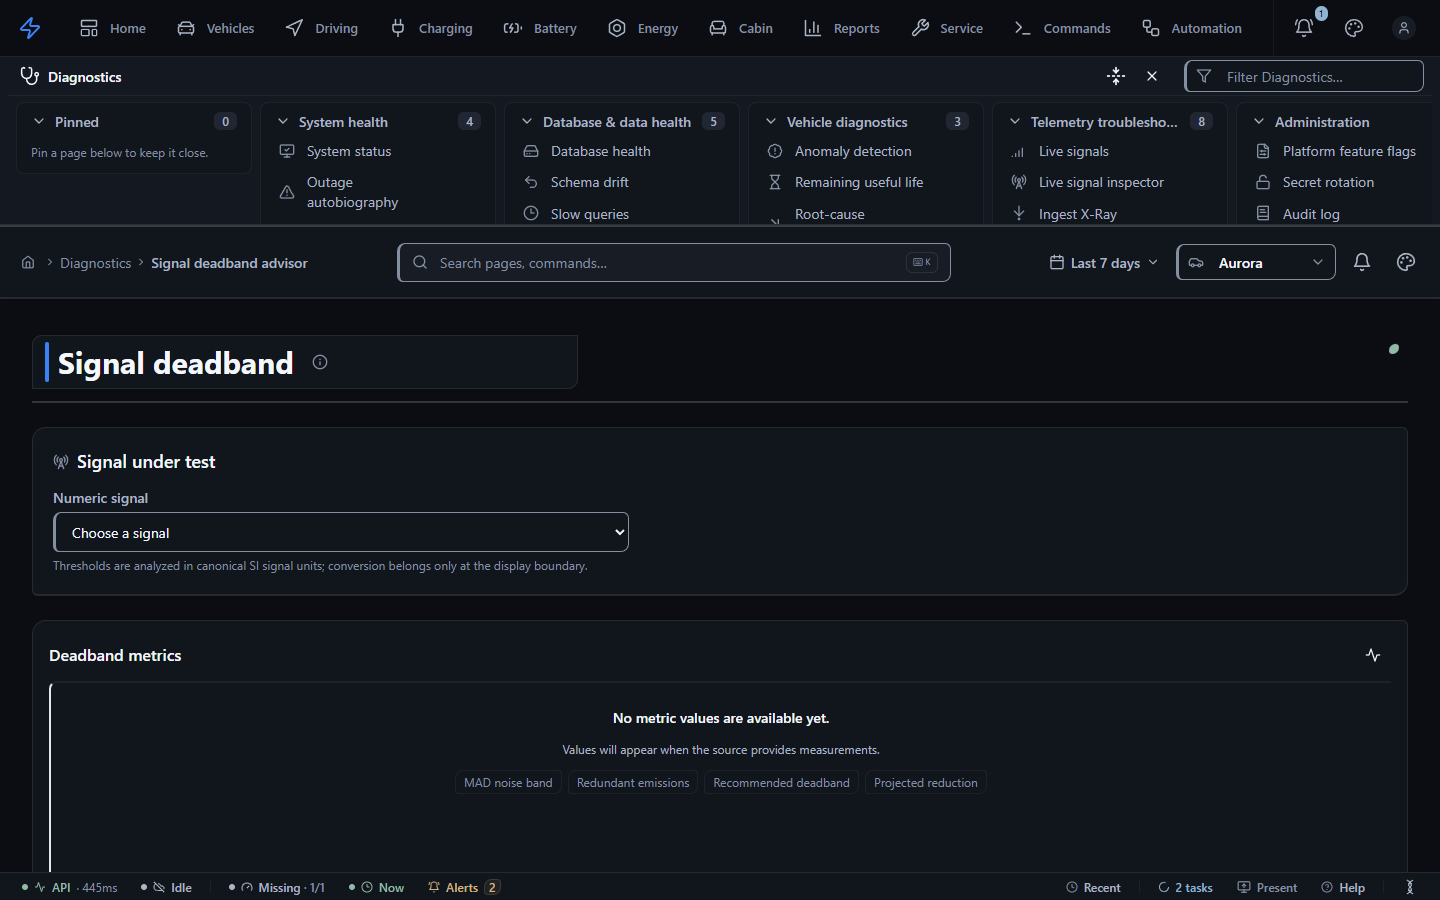 Home
Vehicles
Driving
Charging
Battery
Energy
Cabin
Reports
Service
Commands
Automation
1
Diagnostics
Filter Diagnostics...
Pinned 0
Pin a page below to keep it close.
System health 4
System status
Outage
autobiography
Database & data health 5
Database health
Schema drift
Slow queries
Vehicle diagnostics 3
Anomaly detection
Remaining useful life
Root-cause
Telemetry troublesho... 8
Live signals
Live signal inspector
Ingest X-Ray
Administration
Platform feature flags
Secret rotation
Audit log
Diagnostics
Signal deadband advisor
Search pages, commands...
K
Last 7 days
Aurora
Signal deadband
Signal under test
Numeric signal
Choose a signal
Thresholds are analyzed in canonical SI signal units; conversion belongs only at the display boundary.
Deadband metrics
No metric values are available yet.
Values will appear when the source provides measurements.
MAD noise band
Redundant emissions
Recommended deadband
Projected reduction
API · 445ms
Idle
Missing · 1/1
Now
Alerts 2
Recent
2 tasks
Present
Help